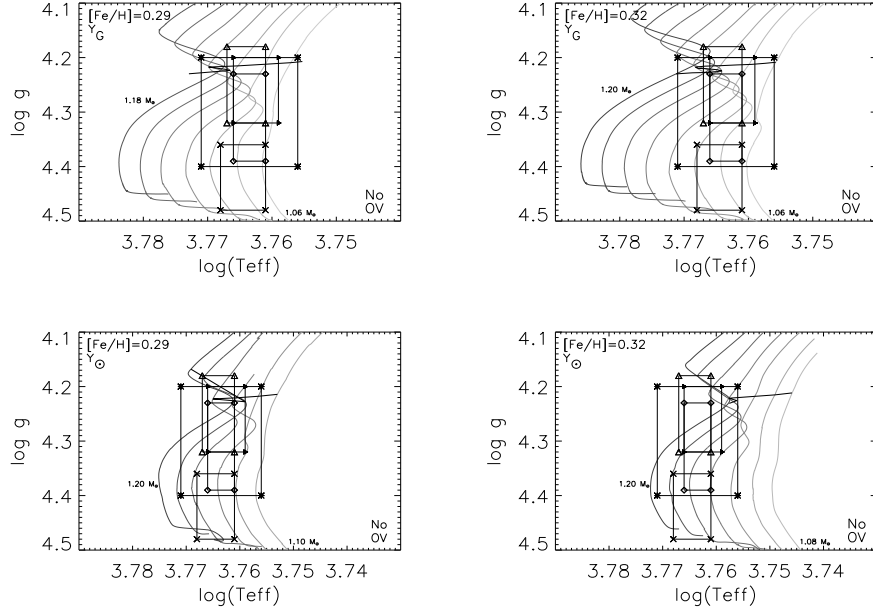 [Fe/H]=0.29
Y_G
1.18 M⊙
1.06 M⊙
No
OV
4.1
4.2
4.3
4.4
4.5
log g
3.78 3.77 3.76 3.75
log(Teff)
[Fe/H]=0.32
Y_G
1.20 M⊙
1.06 M⊙
No
OV
4.1
4.2
4.3
4.4
4.5
log g
3.78 3.77 3.76 3.75
log(Teff)
[Fe/H]=0.29
Y⊙
1.20 M⊙
1.10 M⊙
No
OV
4.1
4.2
4.3
4.4
4.5
log g
3.78 3.77 3.76 3.75 3.74
log(Teff)
[Fe/H]=0.32
Y⊙
1.20 M⊙
1.08 M⊙
No
OV
4.1
4.2
4.3
4.4
4.5
log g
3.78 3.77 3.76 3.75 3.74
log(Teff)